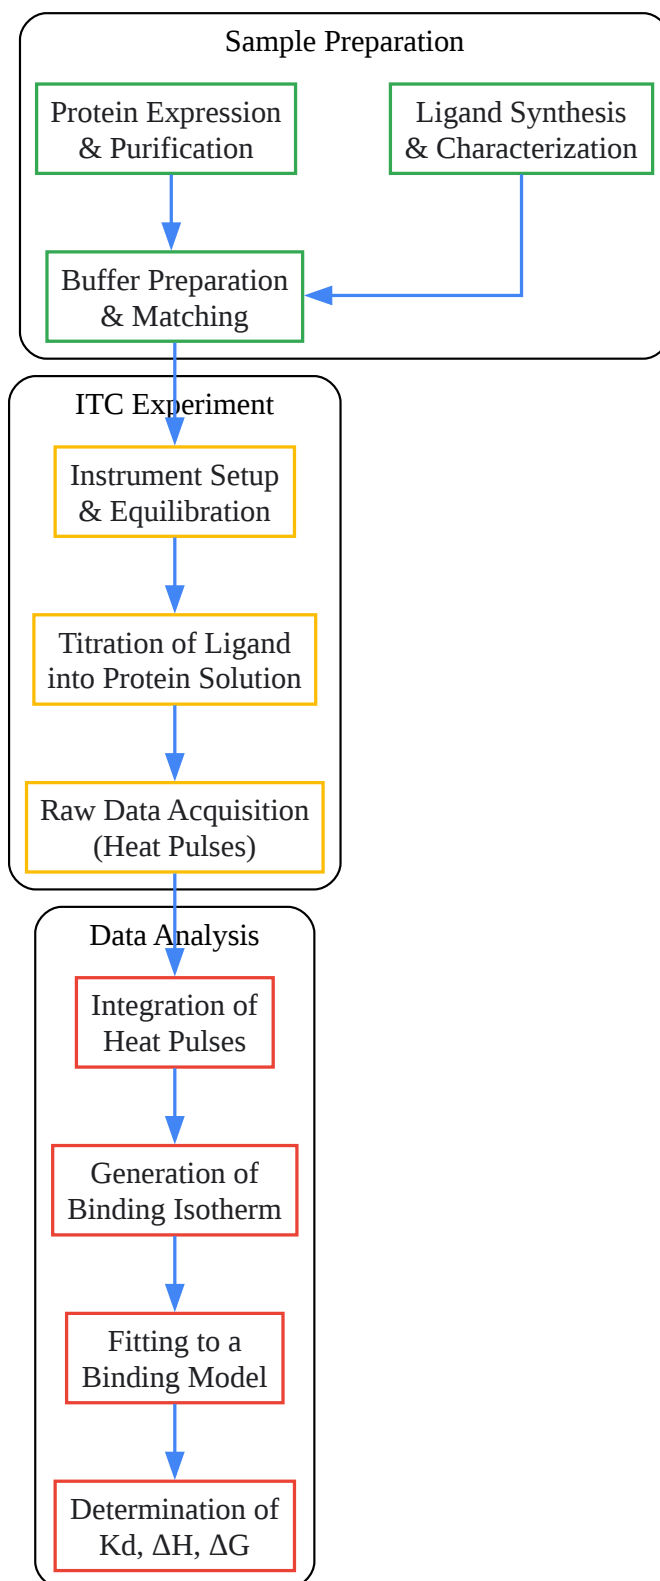 Sample Preparation
Protein Expression
& Purification
Ligand Synthesis
& Characterization
Buffer Preparation
& Matching
ITC Experiment
Instrument Setup
& Equilibration
Titration of Ligand
into Protein Solution
Raw Data Acquisition
(Heat Pulses)
Data Analysis
Integration of
Heat Pulses
Generation of
Binding Isotherm
Fitting to a
Binding Model
Determination of
Kd, ΔH, ΔG